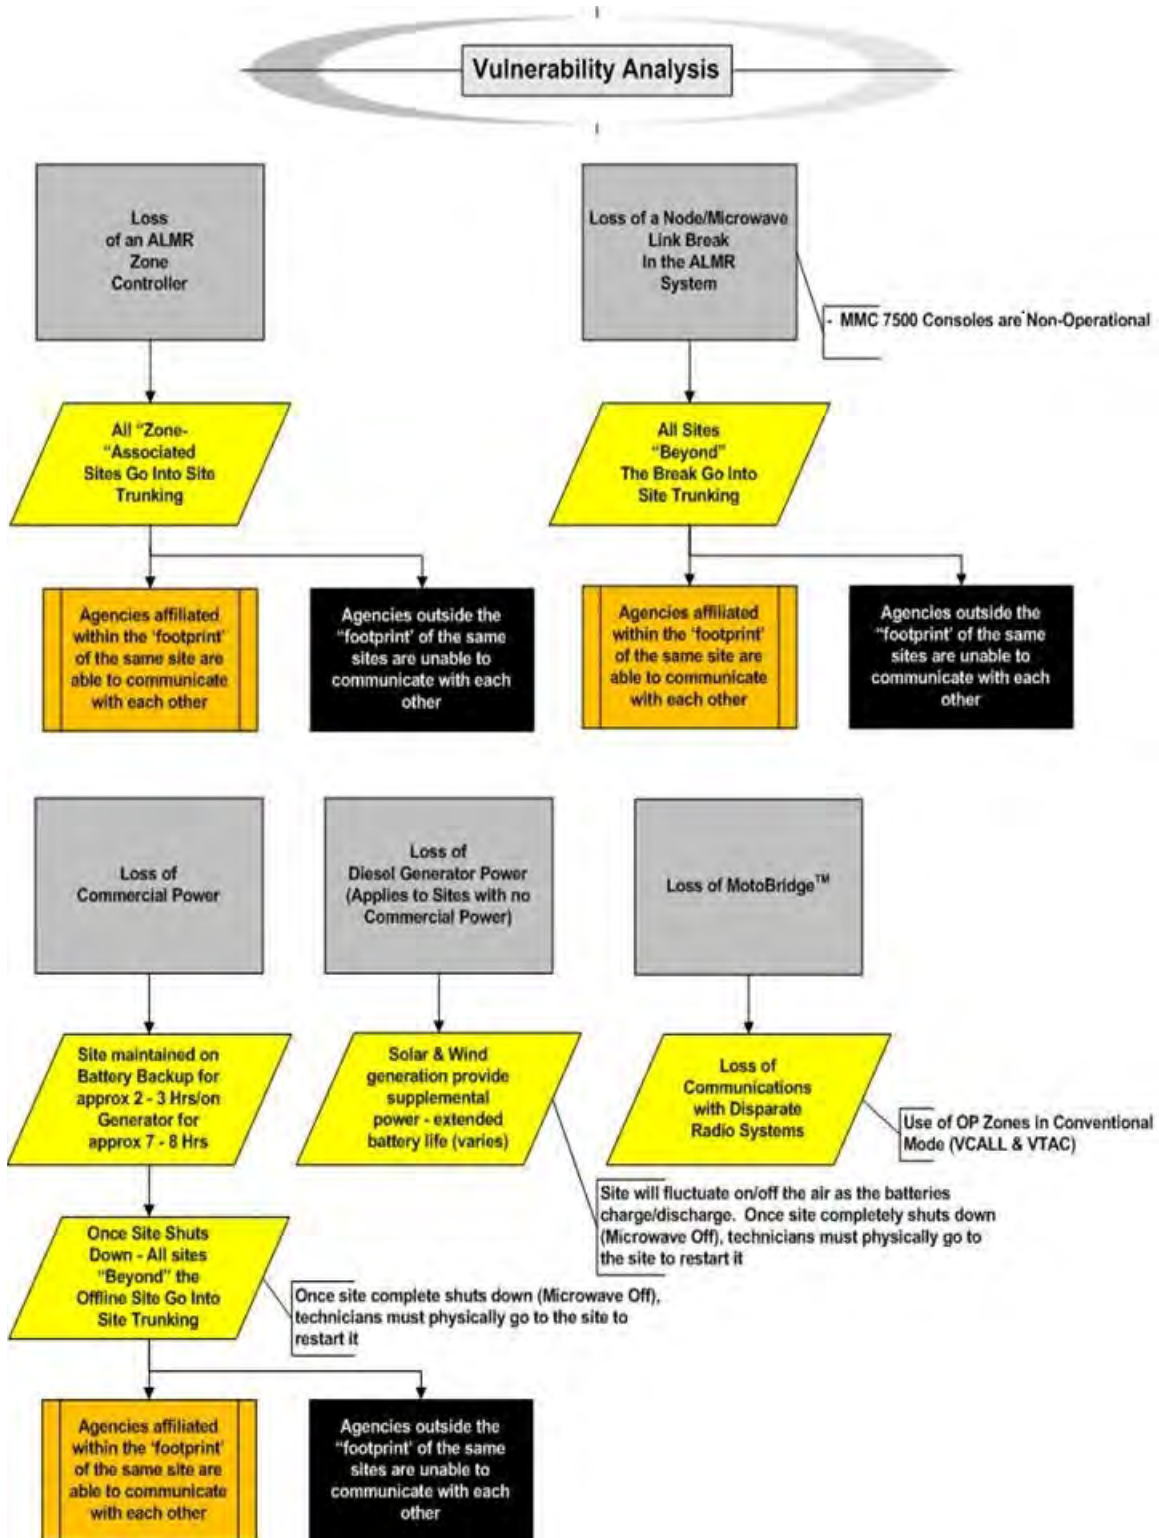 Vulnerability Analysis
Loss
of an ALMR
Zone
Controller
Loss of a Node/Microwave
Link Break
In the ALMR
System
- MMC 7500 Consoles are Non-Operational
All “Zone-
“Associated
Sites Go Into Site
Trunking
All Sites
“Beyond”
The Break Go Into
Site Trunking
Agencies affiliated
within the ‘footprint’
of the same site are
able to communicate
with each other
Agencies outside the
“footprint’ of the same
sites are unable to
communicate with each
other
Agencies affiliated
within the ‘footprint’
of the same site are
able to communicate
with each other
Agencies outside the
“footprint’ of the same
sites are unable to
communicate with each
other
Loss of
Commercial Power
Loss of
Diesel Generator Power
(Applies to Sites with no
Commercial Power)
Loss of MotoBridge™
Site maintained on
Battery Backup for
approx 2 - 3 Hrs/on
Generator for
approx 7 - 8 Hrs
Solar & Wind
generation provide
supplemental
power - extended
battery life (varies)
Loss of
Communications
with Disparate
Radio Systems
Use of OP Zones in Conventional
Mode (VCALL & VTAC)
Site will fluctuate on/off the air as the batteries
charge/discharge. Once site completely shuts down
(Microwave Off), technicians must physically go to
the site to restart it
Once Site Shuts
Down - All sites
“Beyond” the
Offline Site Go Into
Site Trunking
Once site complete shuts down (Microwave Off),
technicians must physically go to the site to
restart it
Agencies affiliated
within the ‘footprint’
of the same site are
able to communicate
with each other
Agencies outside the
“footprint’ of the same
sites are unable to
communicate with each
other